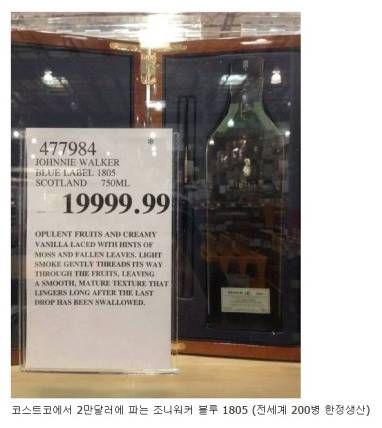 477984 *
JOHNNIE WALKER
BLUE LABEL 1805
SCOTLAND 750ML
19999.99
OPULENT FRUITS AND CREAMY
VANILLA LACED WITH HINTS OF
MOSS AND FALLEN LEAVES. LIGHT
SMOKE GENTLY THREADS ITS WAY
THROUGH THE FRUITS, LEAVING
A SMOOTH, MATURE TEXTURE THAT
LINGERS LONG AFTER THE LAST
DROP HAS BEEN SWALLOWED.
코스트코에서 2만달러에 파는 조니워커 블루 1805 (전세계 200병 한정생산)